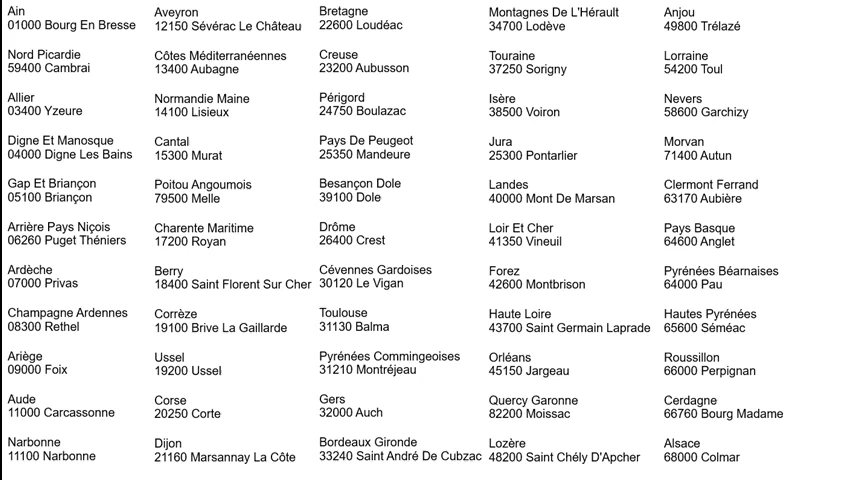 Ain
01000 Bourg En Bresse
Nord Picardie
59400 Cambrai
Allier
03400 Yzeure
Digne Et Manosque
04000 Digne Les Bains
Gap Et Briançon
05100 Briançon
Arrière Pays Niçois
06260 Puget Théniers
Ardèche
07000 Privas
Champagne Ardennes
08300 Rethel
Ariège
09000 Foix
Aude
11000 Carcassonne
Narbonne
11100 Narbonne
Aveyron
12150 Sévérac Le Château
Côtes Méditerranéennes
13400 Aubagne
Normandie Maine
14100 Lisieux
Cantal
15300 Murat
Poitou Angoumois
79500 Melle
Charente Maritime
17200 Royan
Berry
18400 Saint Florent Sur Cher
Corrèze
19100 Brive La Gaillarde
Ussel
19200 Ussel
Corse
20250 Corte
Dijon
21160 Marsannay La Côte
Bretagne
22600 Loudéac
Creuse
23200 Aubusson
Périgord
24750 Boulazac
Pays De Peugeot
25350 Mandeure
Besançon Dole
39100 Dole
Drôme
26400 Crest
Cévennes Gardoises
30120 Le Vigan
Toulouse
31130 Balma
Pyrénées Commingeoises
31210 Montréjeau
Gers
32000 Auch
Bordeaux Gironde
33240 Saint André De Cubzac
Montagnes De L'Hérault
34700 Lodève
Touraine
37250 Sorigny
Isère
38500 Voiron
Jura
25300 Pontarlier
Landes
40000 Mont De Marsan
Loir Et Cher
41350 Vineuil
Forez
42600 Montbrison
Haute Loire
43700 Saint Germain Laprade
Orléans
45150 Jargeau
Quercy Garonne
82200 Moissac
Lozère
48200 Saint Chély D'Apcher
Anjou
49800 Trélazé
Lorraine
54200 Toul
Nevers
58600 Garchizy
Morvan
71400 Autun
Clermont Ferrand
63170 Aubière
Pays Basque
64600 Anglet
Pyrénées Béarnaises
64000 Pau
Hautes Pyrénées
65600 Séméac
Roussillon
66000 Perpignan
Cerdagne
66760 Bourg Madame
Alsace
68000 Colmar